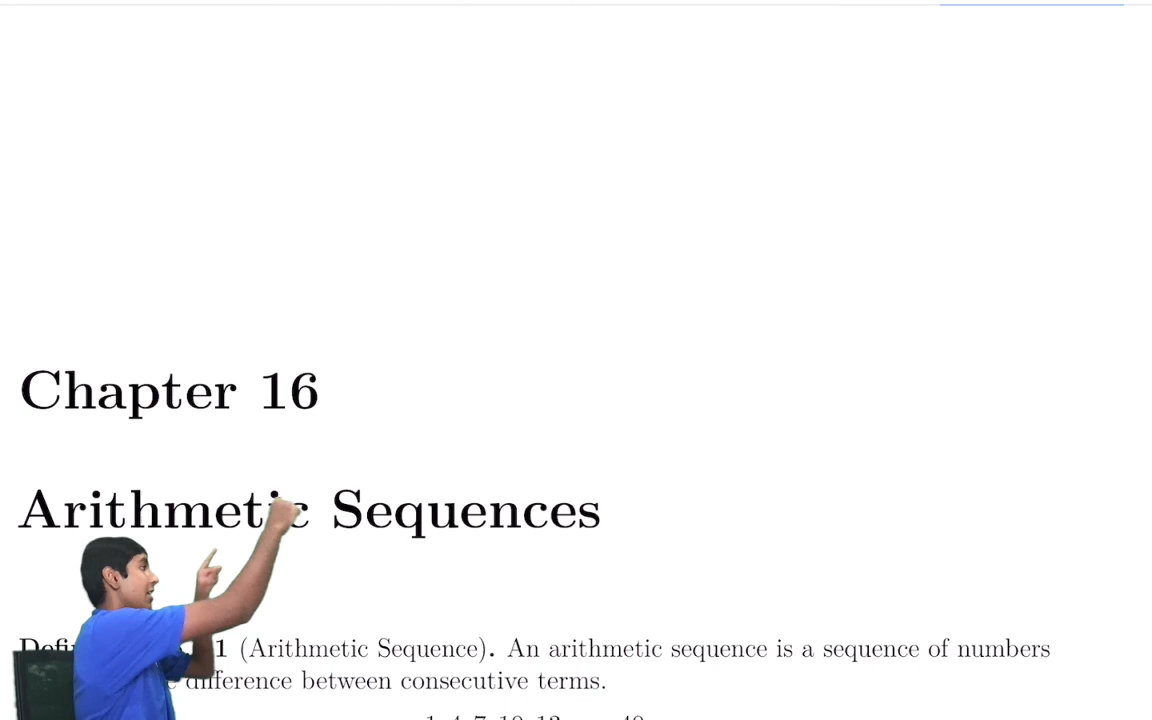 Chapter 16
Arithmetic Sequences
1 (Arithmetic Sequence). An arithmetic sequence is a sequence of numbers
difference between consecutive terms.